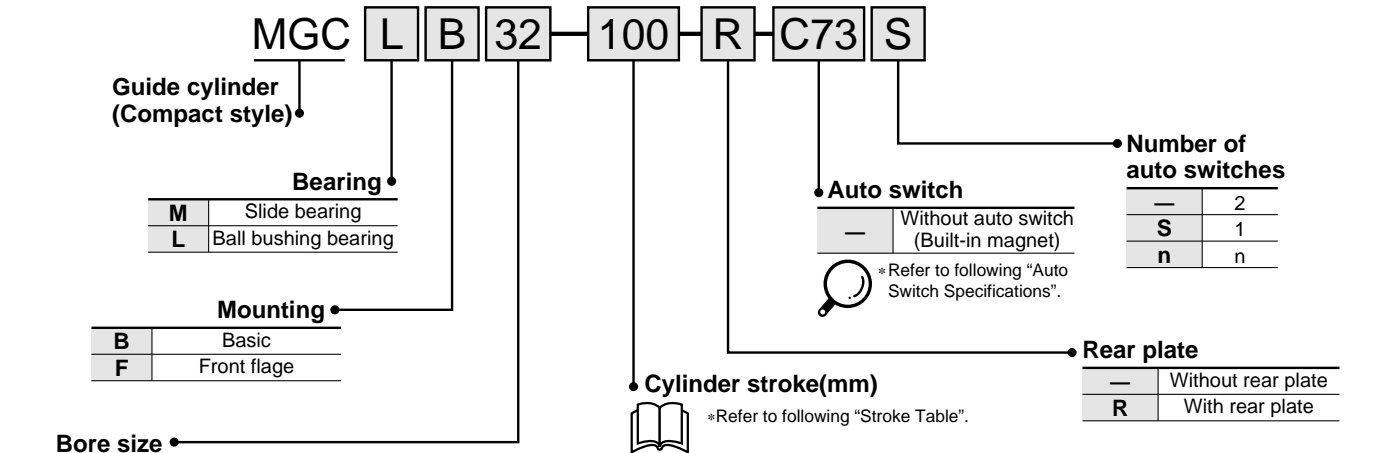 MGC L B 32 — 100 — R — C73 S
Guide cylinder
(Compact style)
Bearing
M Slide bearing
L Ball bushing bearing
Mounting
B Basic
F Front flage
Bore size
Cylinder stroke(mm)
*Refer to following “Stroke Table”.
Auto switch
— Without auto switch
(Built-in magnet)
*Refer to following “Auto
Switch Specifications”.
Number of
auto switches
— 2
S 1
n n
Rear plate
— Without rear plate
R With rear plate